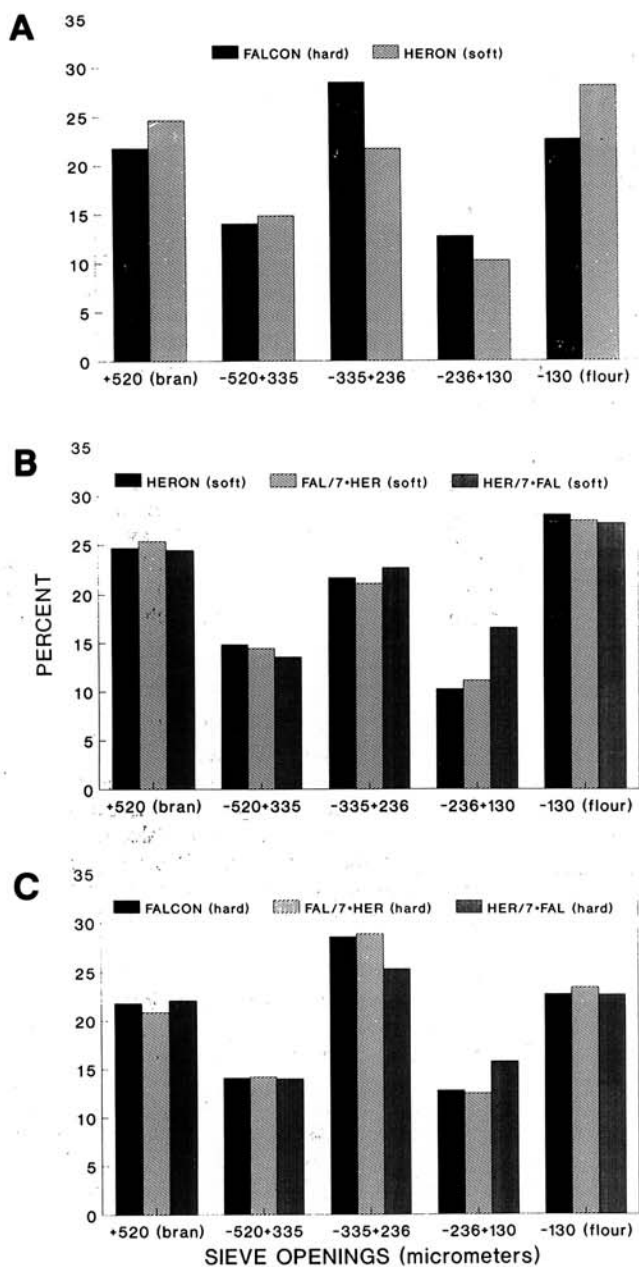 A
FALCON (hard) HERON (soft)
35
30
25
20
15
10
5
0
+520 (bran) -520+335 -335+236 -236+130 -130 (flour)
B
HERON (soft) FAL/7•HER (soft) HER/7•FAL (soft)
35
30
25
20
15
10
5
0
PERCENT
+520 (bran) -520+335 -335+236 -236+130 -130 (flour)
C
FALCON (hard) FAL/7•HER (hard) HER/7•FAL (hard)
35
30
25
20
15
10
5
0
+520 (bran) -520+335 -335+236 -236+130 -130 (flour)
SIEVE OPENINGS (micrometers)